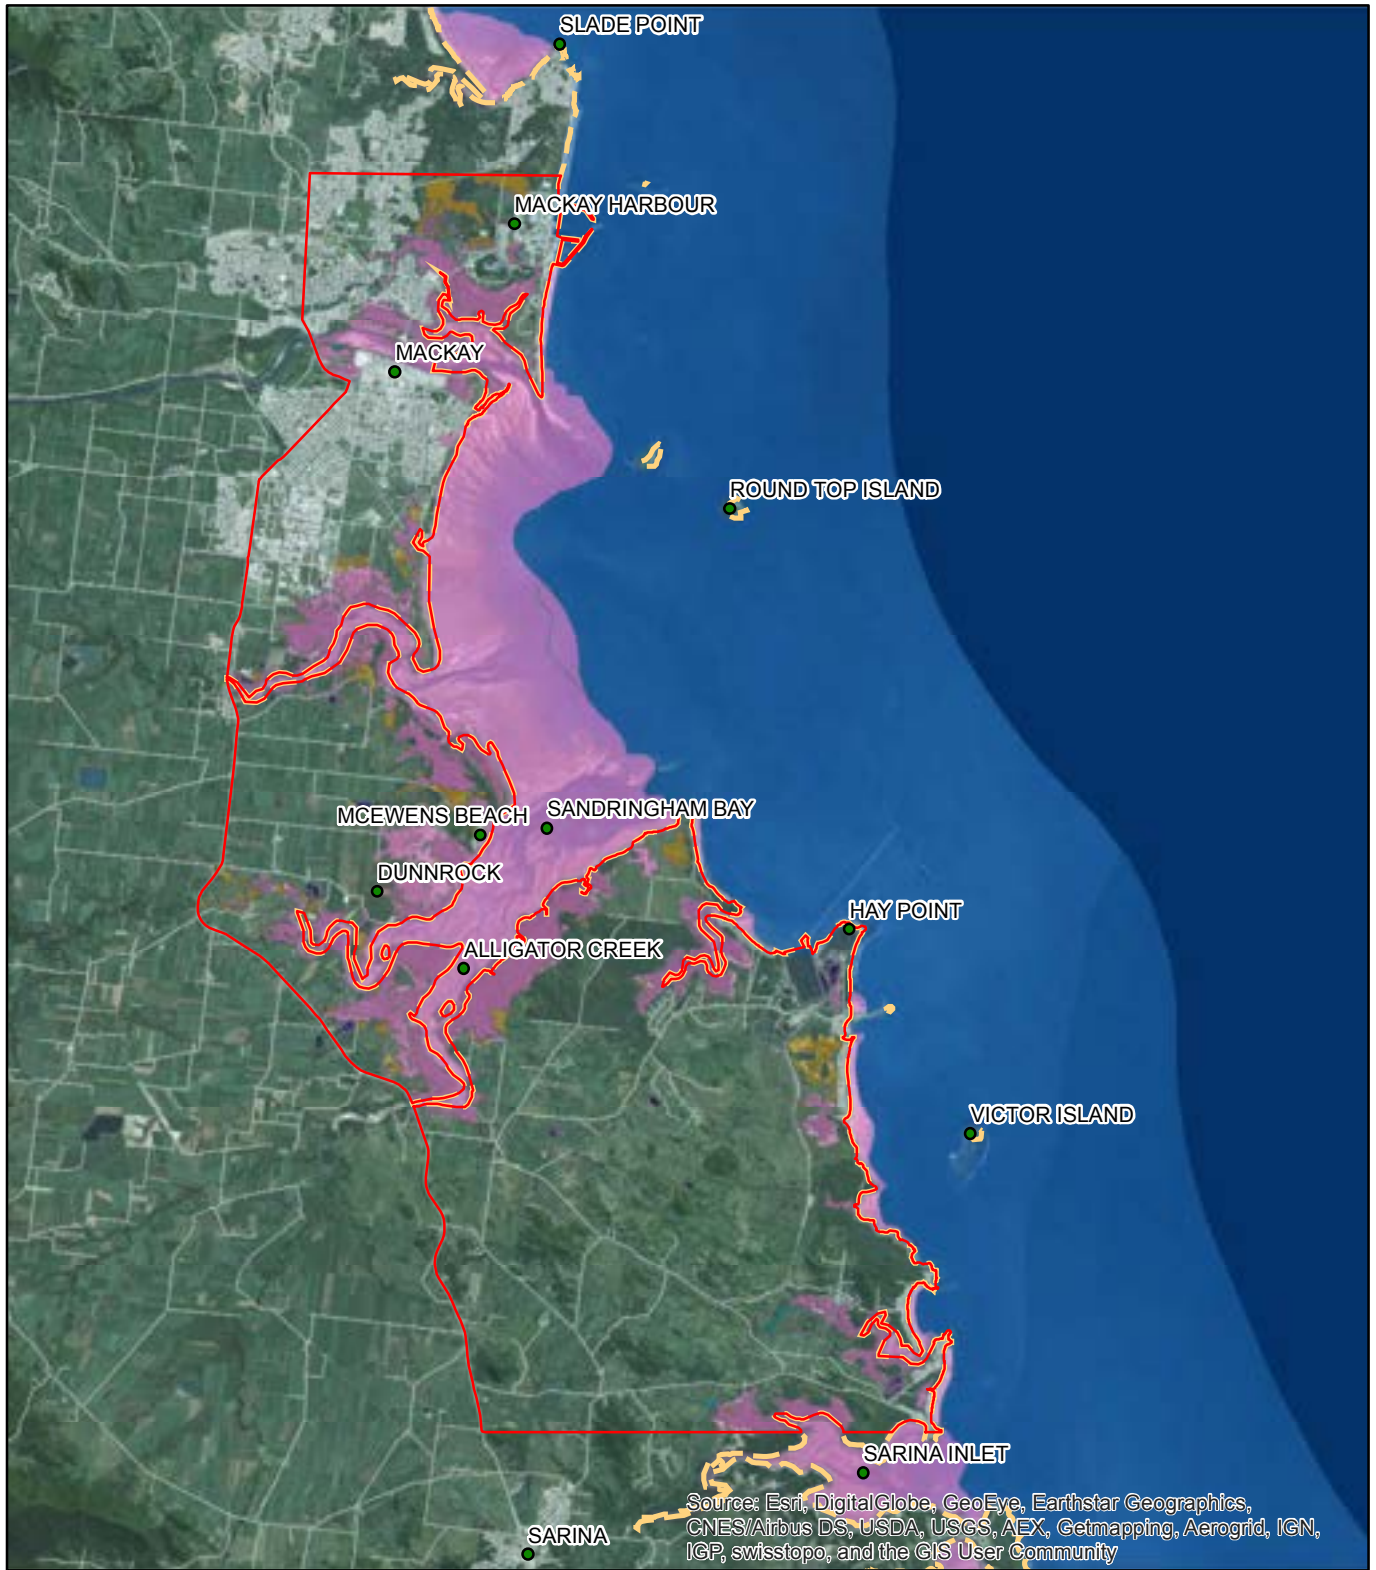 SLADE POINT
MACKAY HARBOUR
MACKAY
ROUND TOP ISLAND
SANDRINGHAM BAY
MCEWENS BEACH
DUNNROCK
HAY POINT
ALLIGATOR CREEK
VICTOR ISLAND
SARINA INLET
Source: Esri, DigitalGlobe, GeoEye, Earthstar Geographics,
CNES/Airbus DS, USDA, USGS, AEX, Getmapping, Aerogrid, IGN,
IGP, swisstopo, and the GIS User Community
SARINA